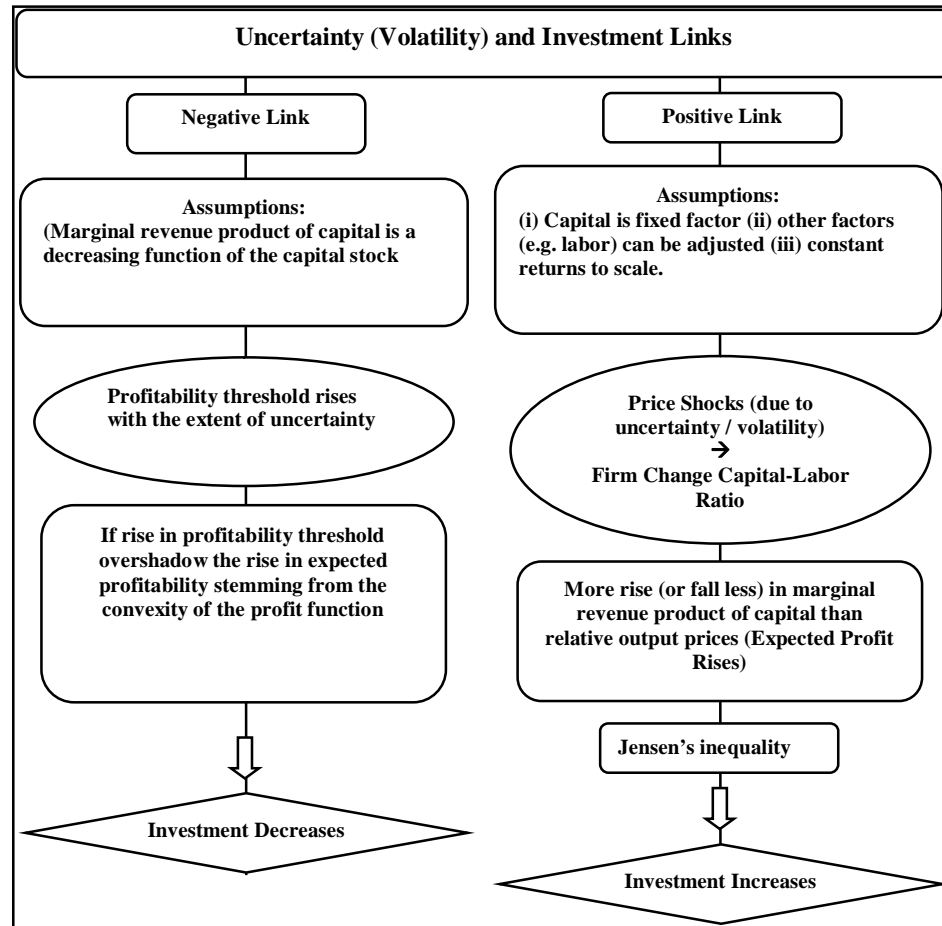 Uncertainty (Volatility) and Investment Links
Negative Link
Assumptions:
(Marginal revenue product of capital is a
decreasing function of the capital stock
Profitability threshold rises
with the extent of uncertainty
If rise in profitability threshold
overshadow the rise in expected
profitability stemming from the
convexity of the profit function
Investment Decreases
Positive Link
Assumptions:
(i) Capital is fixed factor (ii) other factors
(e.g. labor) can be adjusted (iii) constant
returns to scale.
Price Shocks (due to
uncertainty / volatility)
→
Firm Change Capital-Labor
Ratio
More rise (or fall less) in marginal
revenue product of capital than
relative output prices (Expected Profit
Rises)
Jensen’s inequality
Investment Increases